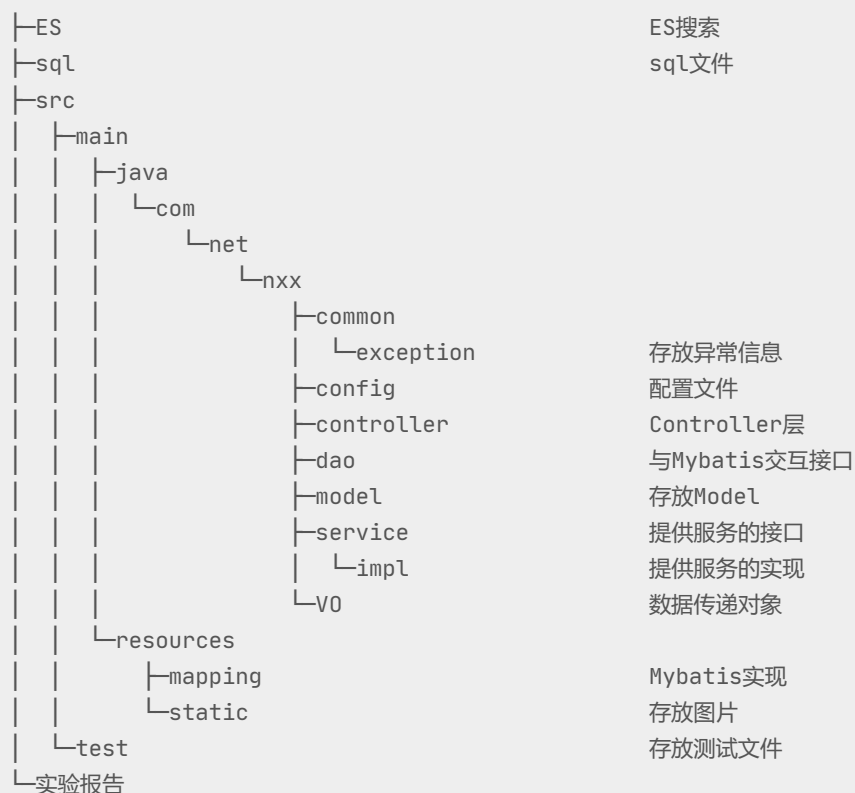 ├─ES                                            ES搜索
├─sql                                           sql文件
├─src
│  ├─main
│  │  ├─java
│  │  │  └─com
│  │  │      └─net
│  │  │          └─nxx
│  │  │              ├─common
│  │  │              │  └─exception             存放异常信息
│  │  │              ├─config                   配置文件
│  │  │              ├─controller               Controller层
│  │  │              ├─dao                      与Mybatis交互接口
│  │  │              ├─model                    存放Model
│  │  │              ├─service                  提供服务的接口
│  │  │              │  └─impl                  提供服务的实现
│  │  │              └─VO                       数据传递对象
│  │  └─resources
│  │      ├─mapping                             Mybatis实现
│  │      └─static                              存放图片
│  └─test                                       存放测试文件
└─实验报告